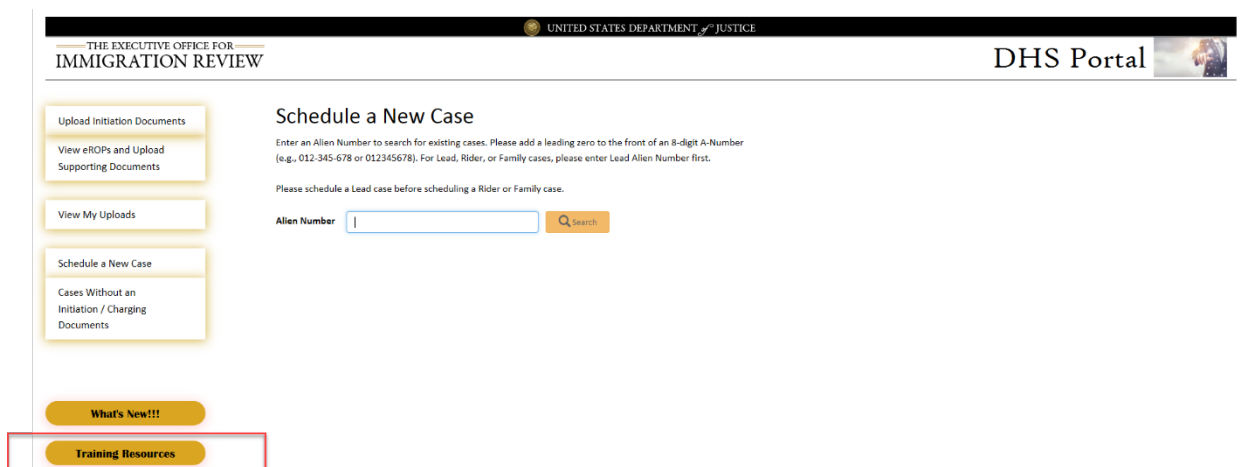 UNITED STATES DEPARTMENT of JUSTICE
THE EXECUTIVE OFFICE FOR
IMMIGRATION REVIEW
DHS Portal
Upload Initiation Documents
View eROPs and Upload
Supporting Documents
View My Uploads
Schedule a New Case
Cases Without an
Initiation / Charging
Documents
What's New!!!
Training Resources
Schedule a New Case
Enter an Alien Number to search for existing cases. Please add a leading zero to the front of an 8-digit A-Number
(e.g., 012-345-678 or 012345678). For Lead, Rider, or Family cases, please enter Lead Alien Number first.
Please schedule a Lead case before scheduling a Rider or Family case.
Alien Number
Search